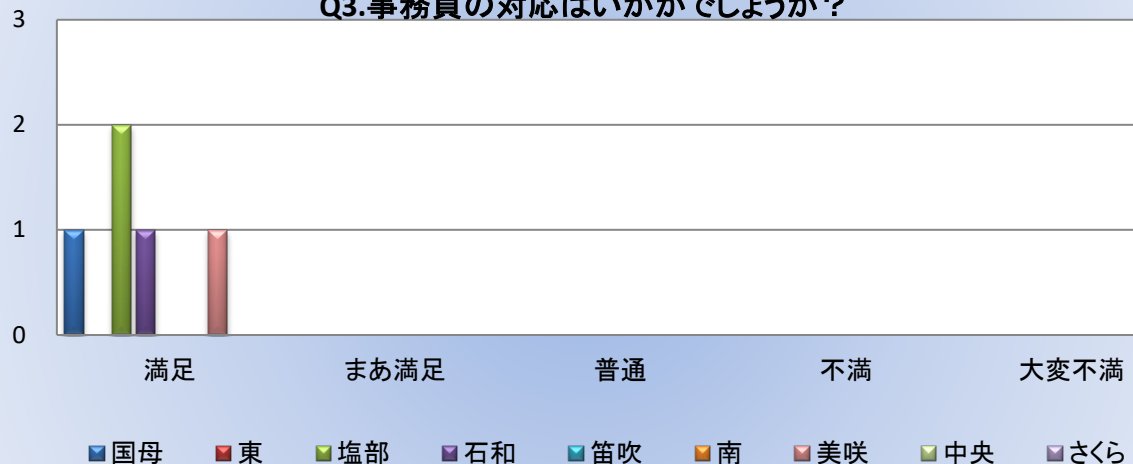 Q3.事務員の対応はいかがでしょうか？
3
2
1
0
満足 まあ満足 普通 不満 大変不満
国母 東 塩部 石和 笛吹 南 美咲 中央 さくら